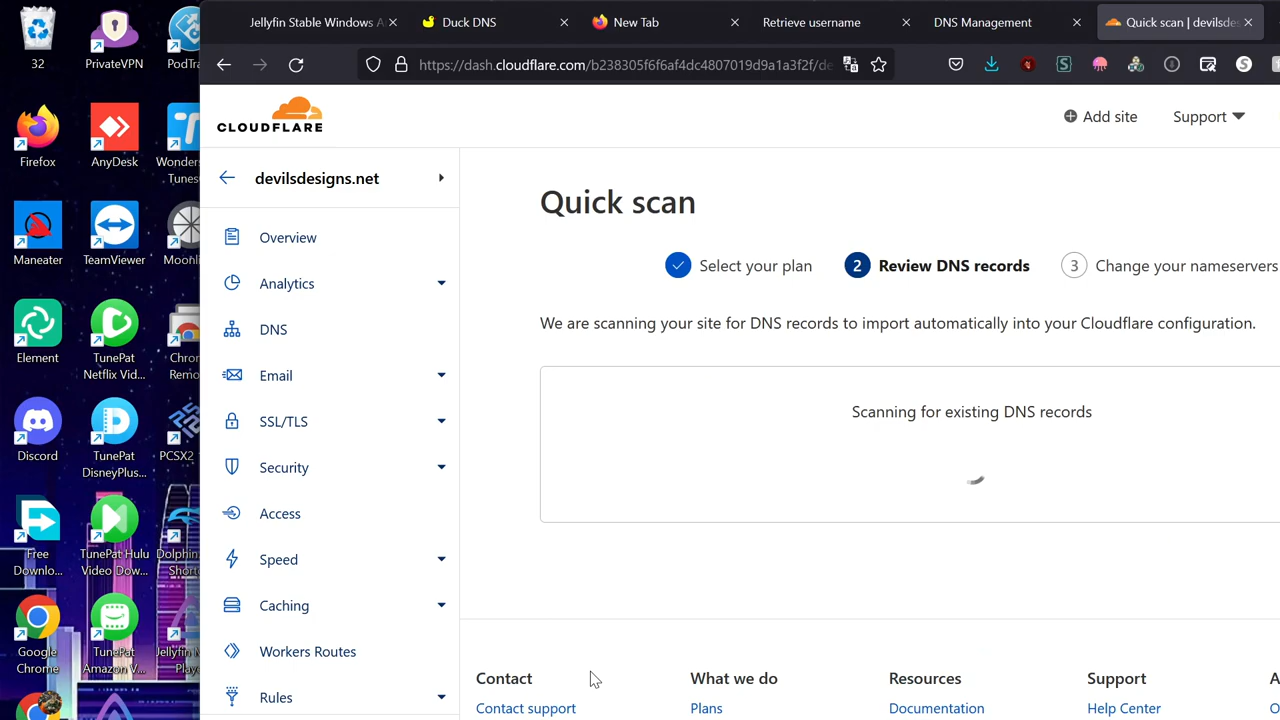 Jellyfin Stable Windows A
Duck DNS
New Tab
Retrieve username
DNS Management
Quick scan | devilsdes
https://dash.cloudflare.com/b238305f6f6af4dc4807019d9a1a3f2f/de
32
PrivateVPN
PodTra
Firefox
AnyDesk
Wonders
TunesG
Maneater
TeamViewer
Moonli
Element
TunePat
Netflix Vid...
Chro
Remo
Discord
TunePat
DisneyPlus...
PCSX2 1
Free
Downlo...
TunePat Hulu
Video Dow...
Dolphin
Short
Google
Chrome
TunePat
Amazon V...
Jellyfin M
Play
CLOUDFLARE
Add site
Support
devilsdesigns.net
Overview
Analytics
DNS
Email
SSL/TLS
Security
Access
Speed
Caching
Workers Routes
Rules
Quick scan
Select your plan
2 Review DNS records
3 Change your nameservers
We are scanning your site for DNS records to import automatically into your Cloudflare configuration.
Scanning for existing DNS records
Contact
Contact support
What we do
Plans
Resources
Documentation
Support
Help Center